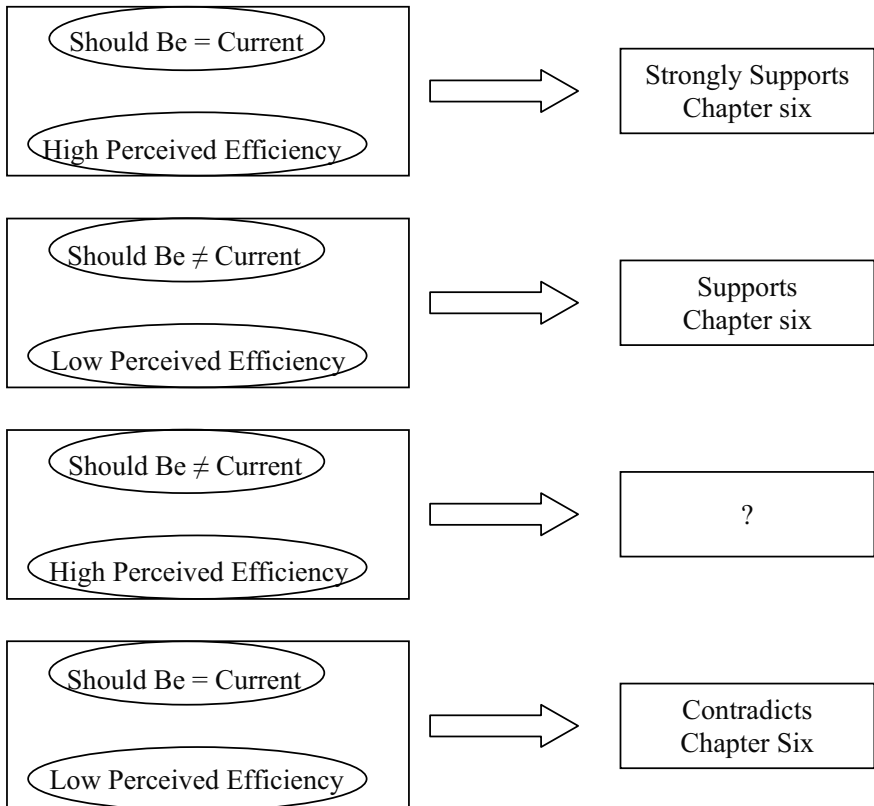 Should Be = Current
High Perceived Efficiency
Strongly Supports
Chapter six
Should Be ≠ Current
Low Perceived Efficiency
Supports
Chapter six
Should Be ≠ Current
High Perceived Efficiency
?
Should Be = Current
Low Perceived Efficiency
Contradicts
Chapter Six